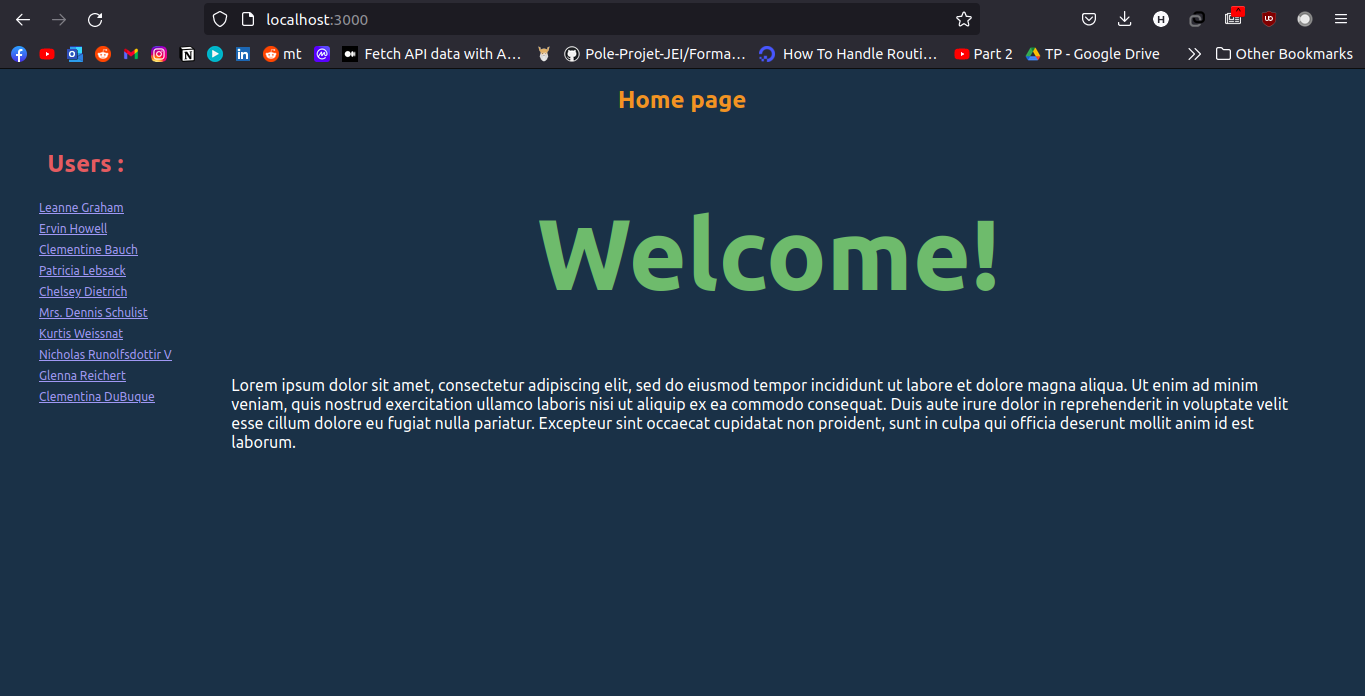 localhost:3000
mt
Fetch API data with A…
Pole-Projet-JEI/Forma…
How To Handle Routi…
Part 2
TP - Google Drive
Other Bookmarks
Home page
Users :
Leanne Graham
Ervin Howell
Clementine Bauch
Patricia Lebsack
Chelsey Dietrich
Mrs. Dennis Schulist
Kurtis Weissnat
Nicholas Runolfsdottir V
Glenna Reichert
Clementina DuBuque
Welcome!
Lorem ipsum dolor sit amet, consectetur adipiscing elit, sed do eiusmod tempor incididunt ut labore et dolore magna aliqua. Ut enim ad minim
veniam, quis nostrud exercitation ullamco laboris nisi ut aliquip ex ea commodo consequat. Duis aute irure dolor in reprehenderit in voluptate velit
esse cillum dolore eu fugiat nulla pariatur. Excepteur sint occaecat cupidatat non proident, sunt in culpa qui officia deserunt mollit anim id est
laborum.